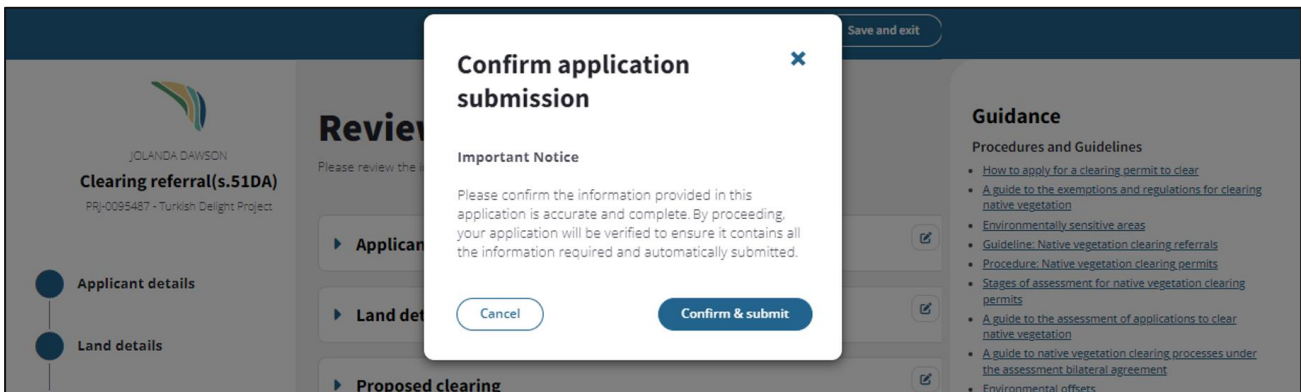 Save and exit
JOLANDA DAWSON
Clearing referral(s.51DA)
PRJ-0095487 - Turkish Delight Project
Applicant details
Land details
Review
Please review the
Applican
Land det
Proposed clearing
Confirm application
submission
Important Notice
Please confirm the information provided in this
application is accurate and complete. By proceeding,
your application will be verified to ensure it contains all
the information required and automatically submitted.
Cancel
Confirm & submit
Guidance
Procedures and Guidelines
How to apply for a clearing permit to clear
A guide to the exemptions and regulations for clearing
native vegetation
Environmentally sensitive areas
Guideline: Native vegetation clearing referrals
Procedure: Native vegetation clearing permits
Stages of assessment for native vegetation clearing
permits
A guide to the assessment of applications to clear
native vegetation
A guide to native vegetation clearing processes under
the assessment bilateral agreement
Environmental offsets